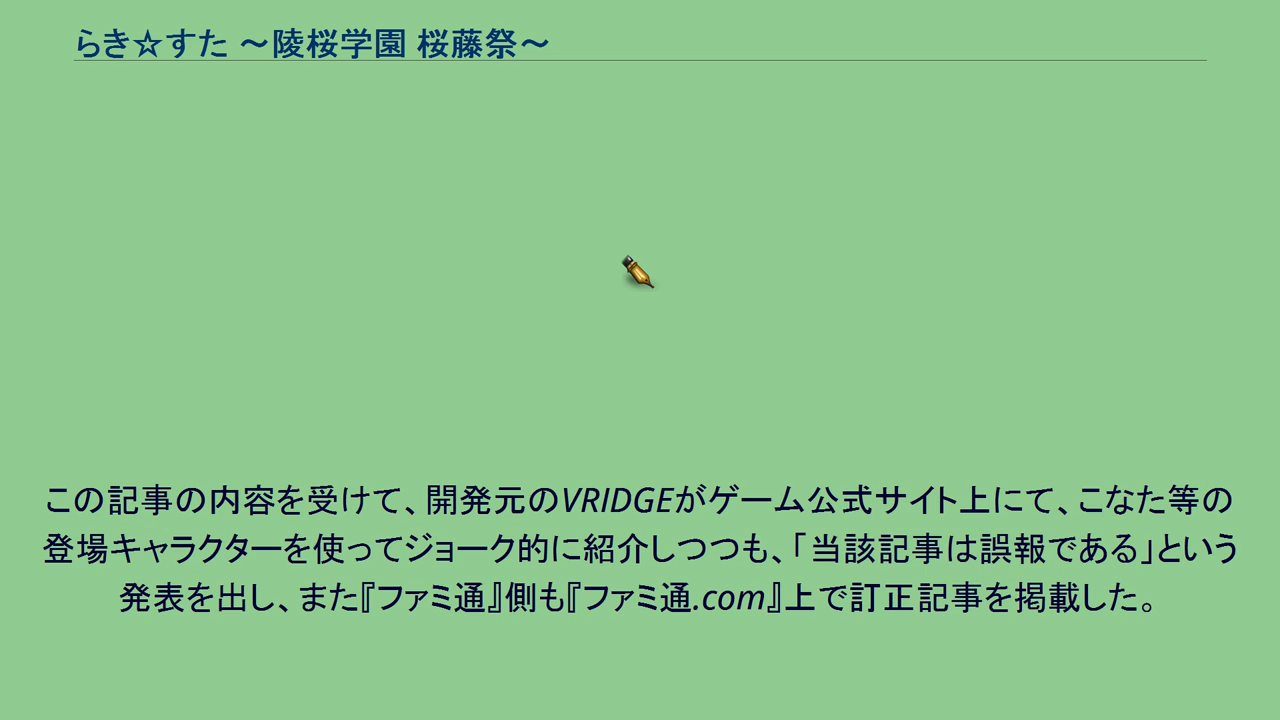 らき☆すた 〜陵桜学園 桜藤祭〜
この記事の内容を受けて、開発元のVRIDGEがゲーム公式サイト上にて、こなた等の
登場キャラクターを使ってジョーク的に紹介しつつも、「当該記事は誤報である」という
発表を出し、また『ファミ通』側も『ファミ通.com』上で訂正記事を掲載した。